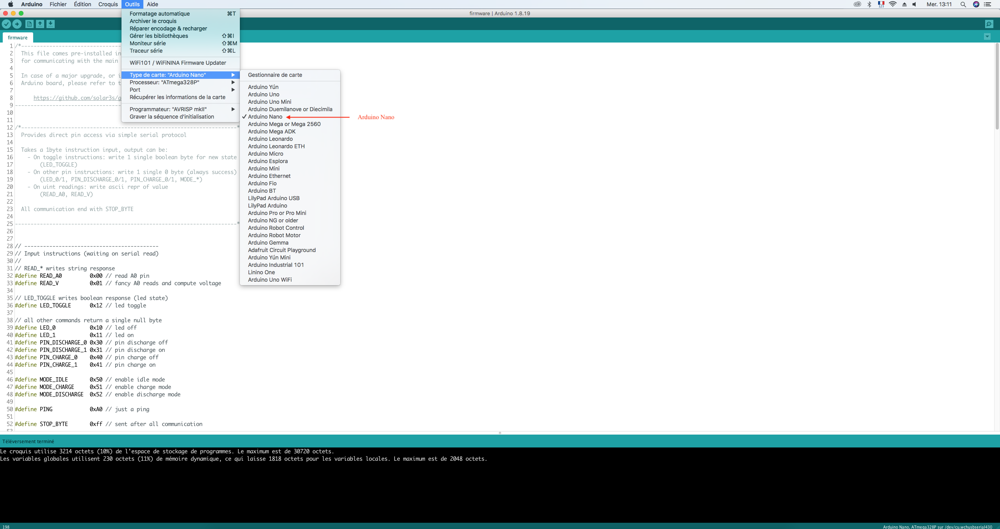 Arduino Fichier Édition Croquis Outils Aide
123
Mer. 13:11
firmware | Arduino 1.8.19
firmware
Formatage automatique ⌘T
Archiver le croquis
Réparer encodage & recharger
Gérer les bibliothèques ⇧⌘I
Moniteur série ⇧⌘M
Traceur série ⇧⌘L
WiFi101 / WiFiNINA Firmware Updater
Type de carte: "Arduino Nano"
Processeur: "ATmega328P"
Port
Récupérer les informations de la carte
Programmateur: "AVRISP mkII"
Graver la séquence d'initialisation
Gestionnaire de carte
Arduino Yún
Arduino Uno
Arduino Uno Mini
Arduino Duemilanove or Diecimila
✓ Arduino Nano
Arduino Mega or Mega 2560
Arduino Mega ADK
Arduino Leonardo
Arduino Leonardo ETH
Arduino Micro
Arduino Esplora
Arduino Mini
Arduino Ethernet
Arduino Fio
Arduino BT
LilyPad Arduino USB
LilyPad Arduino
Arduino Pro or Pro Mini
Arduino NG or older
Arduino Robot Control
Arduino Robot Motor
Arduino Gemma
Adafruit Circuit Playground
Arduino Yún Mini
Arduino Industrial 101
Linino One
Arduino Uno WiFi
Arduino Nano
1 /*----------------------------------
2 This file comes pre-installed in
3 for communicating with the main
4
5 In case of a major upgrade, or i
6 Arduino board, please refer to t
7
8 https://github.com/solar3s/g
9 ----------------------------------
10
11
12 /*---------------------------------------------------------------------*
13 Provides direct pin access via simple serial protocol
14
15 Takes a 1byte instruction input, output can be:
16 - On toggle instructions: write 1 single boolean byte for new state
17 (LED_TOGGLE)
18 - On other pin instructions: write 1 single 0 byte (always success)
19 (LED_0/1, PIN_DISCHARGE_0/1, PIN_CHARGE_0/1, MODE_*)
20 - On uint readings: write ascii repr of value
21 (READ_A0, READ_V)
22
23 All communication end with STOP_BYTE
24
25 -----------------------------------------------------------------------*
26
27
28 // -------------------------------------------
29 // Input instructions (waiting on serial read)
30 //
31 // READ_* writes string response
32 #define READ_A0 0x00 // read A0 pin
33 #define READ_V 0x01 // fancy A0 reads and compute voltage
34
35 // LED_TOGGLE writes boolean response (led state)
36 #define LED_TOGGLE 0x12 // led toggle
37
38 // all other commands return a single null byte
39 #define LED_0 0x10 // led off
40 #define LED_1 0x11 // led on
41 #define PIN_DISCHARGE_0 0x30 // pin discharge off
42 #define PIN_DISCHARGE_1 0x31 // pin discharge on
43 #define PIN_CHARGE_0 0x40 // pin charge off
44 #define PIN_CHARGE_1 0x41 // pin charge on
45
46 #define MODE_IDLE 0x50 // enable idle mode
47 #define MODE_CHARGE 0x51 // enable charge mode
48 #define MODE_DISCHARGE 0x52 // enable discharge mode
49
50 #define PING 0xA0 // just a ping
51
52 #define STOP_BYTE 0xff // sent after all communication
53
Téléversement terminé
Le croquis utilise 3214 octets (10%) de l'espace de stockage de programmes. Le maximum est de 30720 octets.
Les variables globales utilisent 230 octets (11%) de mémoire dynamique, ce qui laisse 1818 octets pour les variables locales. Le maximum est de 2048 octets.
198
Arduino Nano, ATmega328P sur /dev/cu.wchusbserial430